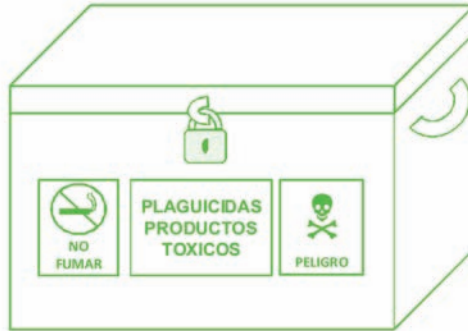 NO
FUMAR
PLAGUICIDAS
PRODUCTOS
TOXICOS
PELIGRO